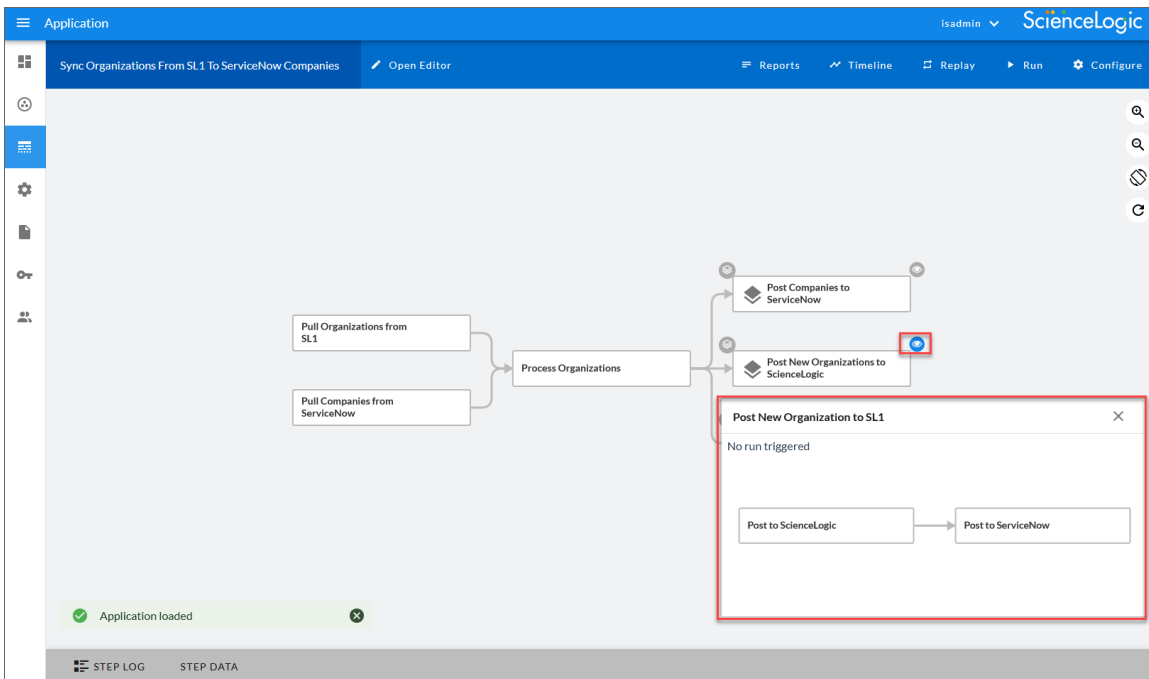 Application
isadmin
ScienceLogic
Sync Organizations From SL1 To ServiceNow Companies
Open Editor
Reports
Timeline
Replay
Run
Configure
Post Companies to
ServiceNow
Pull Organizations from
SL1
Process Organizations
Post New Organizations to
ScienceLogic
Pull Companies from
ServiceNow
Post New Organization to SL1
No run triggered
Post to ScienceLogic
Post to ServiceNow
Application loaded
STEP LOG
STEP DATA